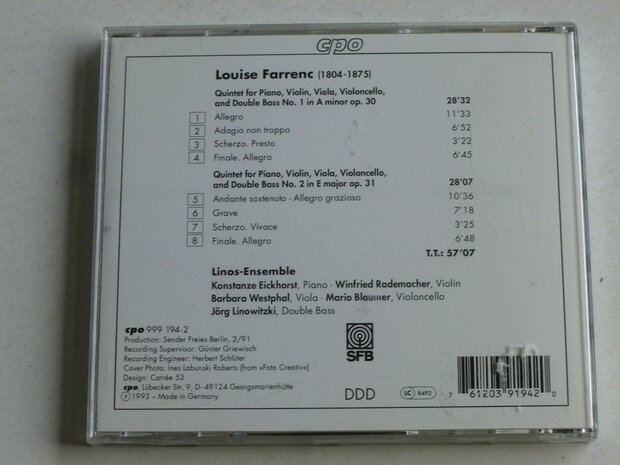 cpo
Louise Farrenc (1804-1875)
Quintet for Piano, Violin, Viola, Violoncello,
and Double Bass No. 1 in A minor op. 30 28'32
1 Allegro 11'33
2 Adagio non troppo 6'52
3 Scherzo. Presto 3'22
4 Finale. Allegro 6'45
Quintet for Piano, Violin, Viola, Violoncello,
and Double Bass No. 2 in E major op. 31 28'07
5 Andante sostenuto - Allegro grazioso 10'36
6 Grave 7'18
7 Scherzo. Vivace 3'25
8 Finale. Allegro 6'48
T.T.: 57'07
Linos-Ensemble
Konstanze Eickhorst, Piano · Winfried Rademacher, Violin
Barbara Westphal, Viola · Mario Blaumer, Violoncello
Jörg Linowitzki, Double Bass
cpo 999 194-2
Production: Sender Freies Berlin, 2/91
Recording Supervisor: Günter Griewisch
Recording Engineer: Herbert Schlüter
Cover Photo: Ines Labunski Roberts (from »Foto Creativ«)
Design: Carrée 53
cpo, Lübecker Str. 9, D-49124 Georgsmarienhütte
℗ 1993 – Made in Germany
SFB
DDD
LC 8492
7 61203 91942 0